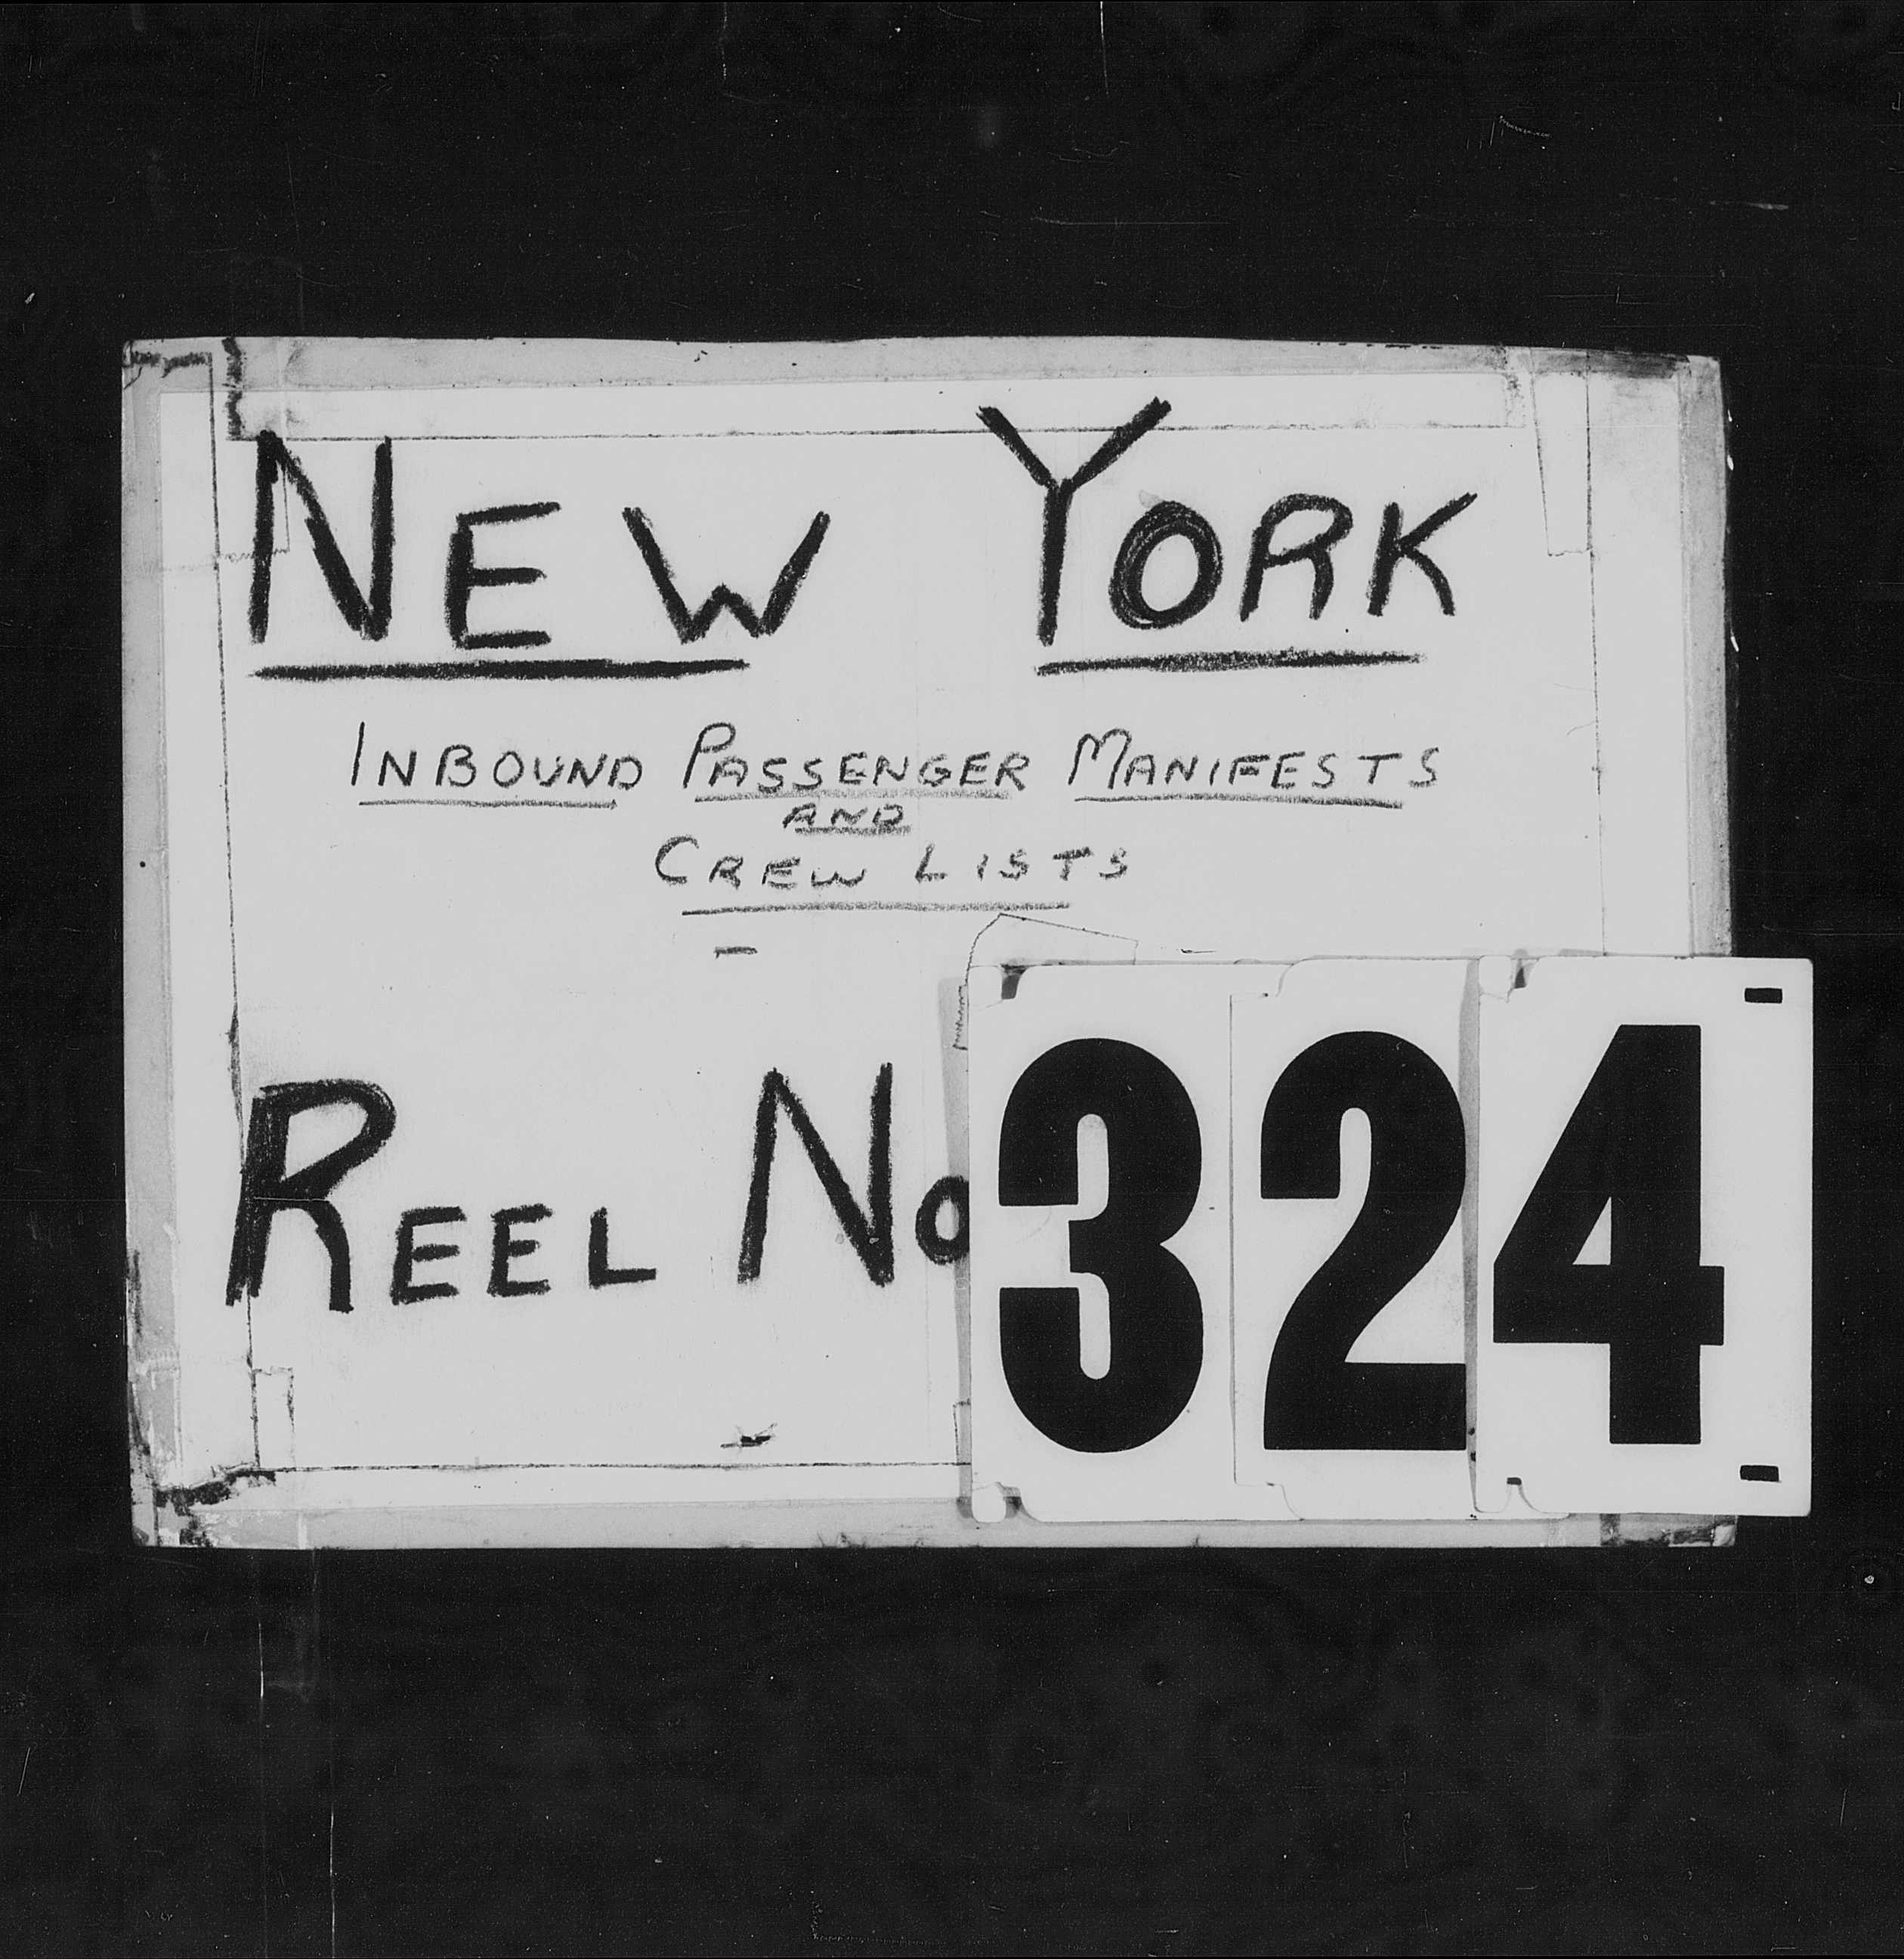 NEW YORK
INBOUND PASSENGER MANIFESTS
AND
CREW LISTS
REEL No 324